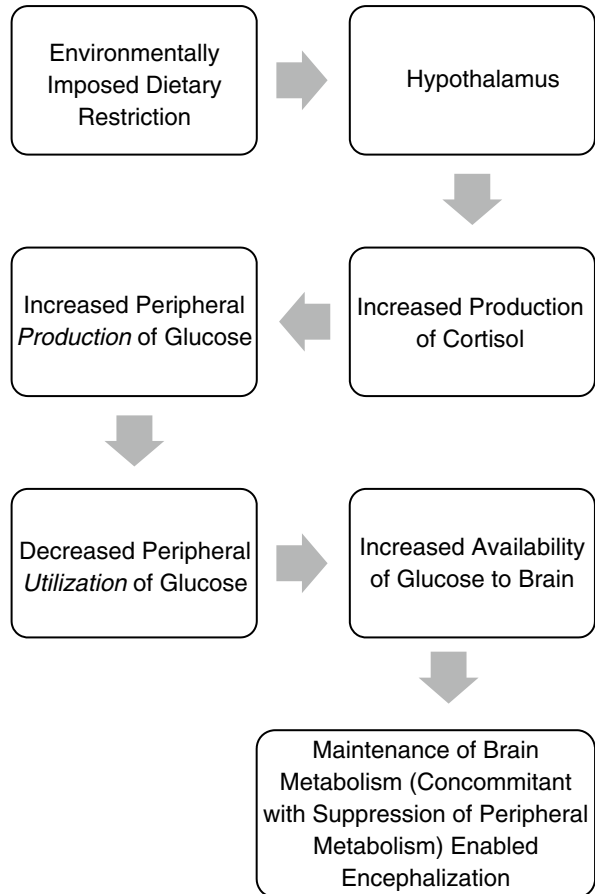 Environmentally
Imposed Dietary
Restriction
Hypothalamus
Increased Production
of Cortisol
Increased Peripheral
Production of Glucose
Decreased Peripheral
Utilization of Glucose
Increased Availability
of Glucose to Brain
Maintenance of Brain
Metabolism (Concommitant
with Suppression of Peripheral
Metabolism) Enabled
Encephalization